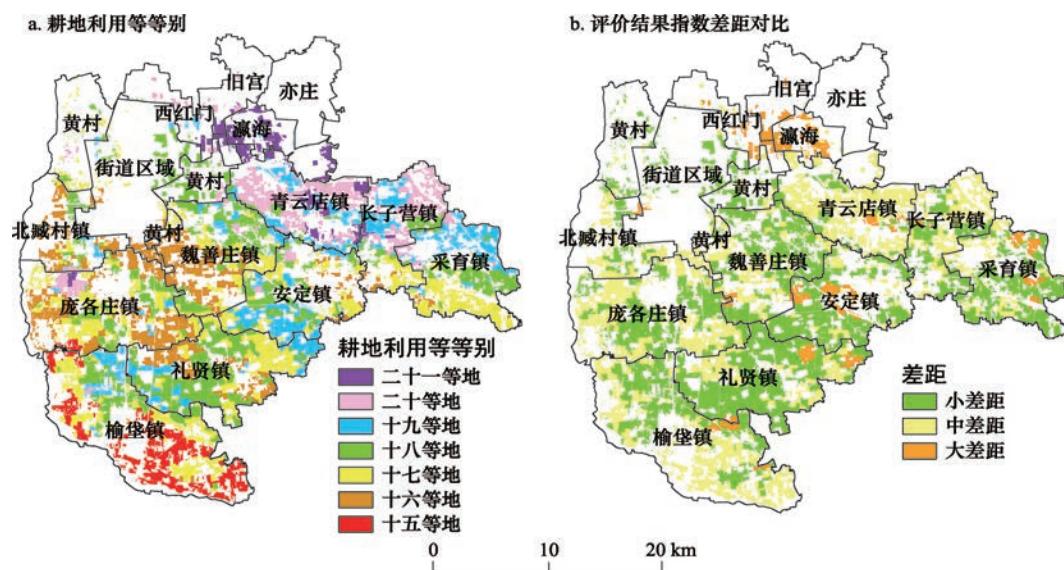 a. 耕地利用等等别
旧宫
亦庄
西红门
黄村
瀛海
街道区域
黄村
青云店镇
长子营镇
北臧村镇
黄村
魏善庄镇
采育镇
庞各庄镇
安定镇
礼贤镇
榆垡镇
耕地利用等等别
二十一等地
二十等地
十九等地
十八等地
十七等地
十六等地
十五等地
b. 评价结果指数差距对比
旧宫
亦庄
西红门
黄村
瀛海
街道区域
黄村
青云店镇
长子营镇
北臧村镇
黄村
魏善庄镇
采育镇
庞各庄镇
安定镇
礼贤镇
榆垡镇
差距
小差距
中差距
大差距
0 10 20 km